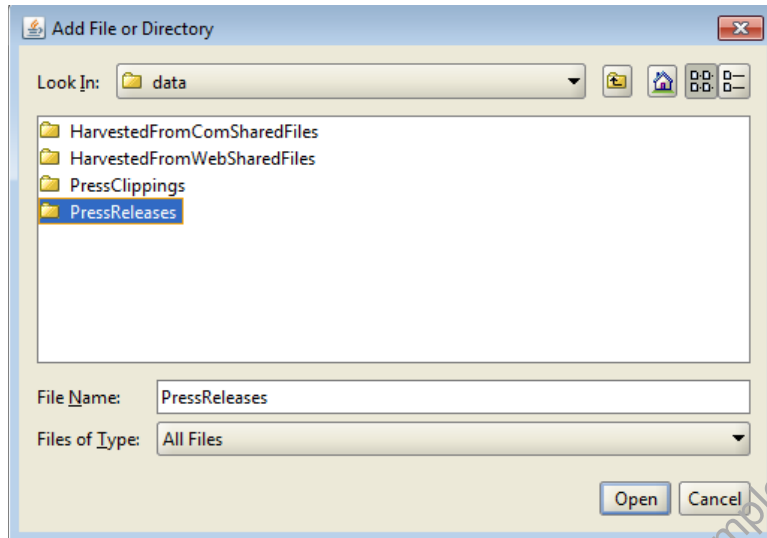 Add File or Directory
Look In: data
HarvestedFromComSharedFiles
HarvestedFromWebSharedFiles
PressClippings
PressReleases
File Name: PressReleases
Files of Type: All Files
Open Cancel